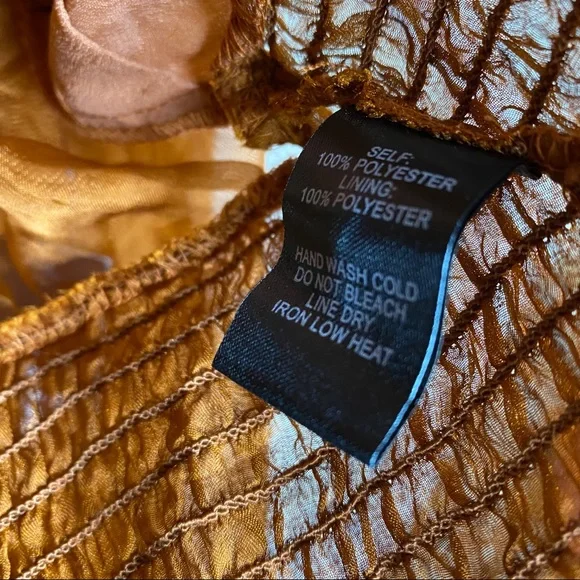 SELF:
100% POLYESTER
LINING:
100% POLYESTER
HAND WASH COLD
DO NOT BLEACH
LINE DRY
IRON LOW HEAT